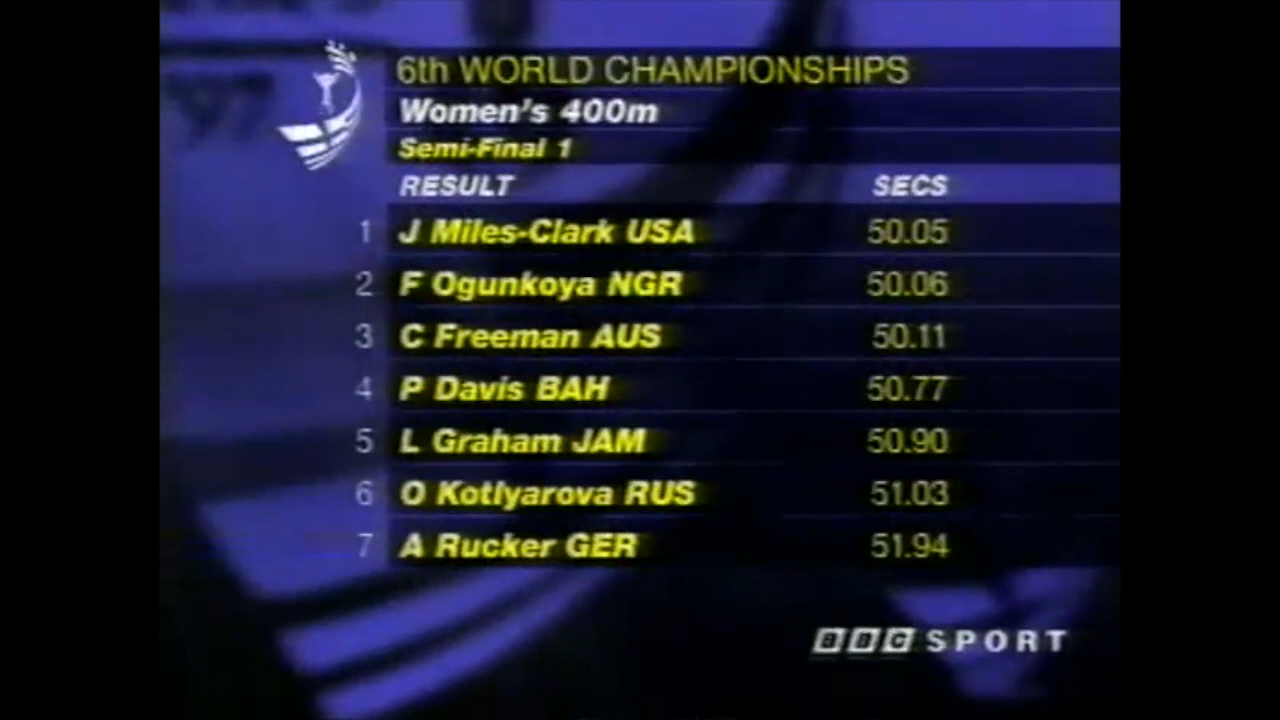 6th WORLD CHAMPIONSHIPS
Women's 400m
Semi-Final 1
RESULT SECS
1 J Miles-Clark USA 50.05
2 F Ogunkoya NGR 50.06
3 C Freeman AUS 50.11
4 P Davis BAH 50.77
5 L Graham JAM 50.90
6 O Kotlyarova RUS 51.03
7 A Rucker GER 51.94
BBC SPORT